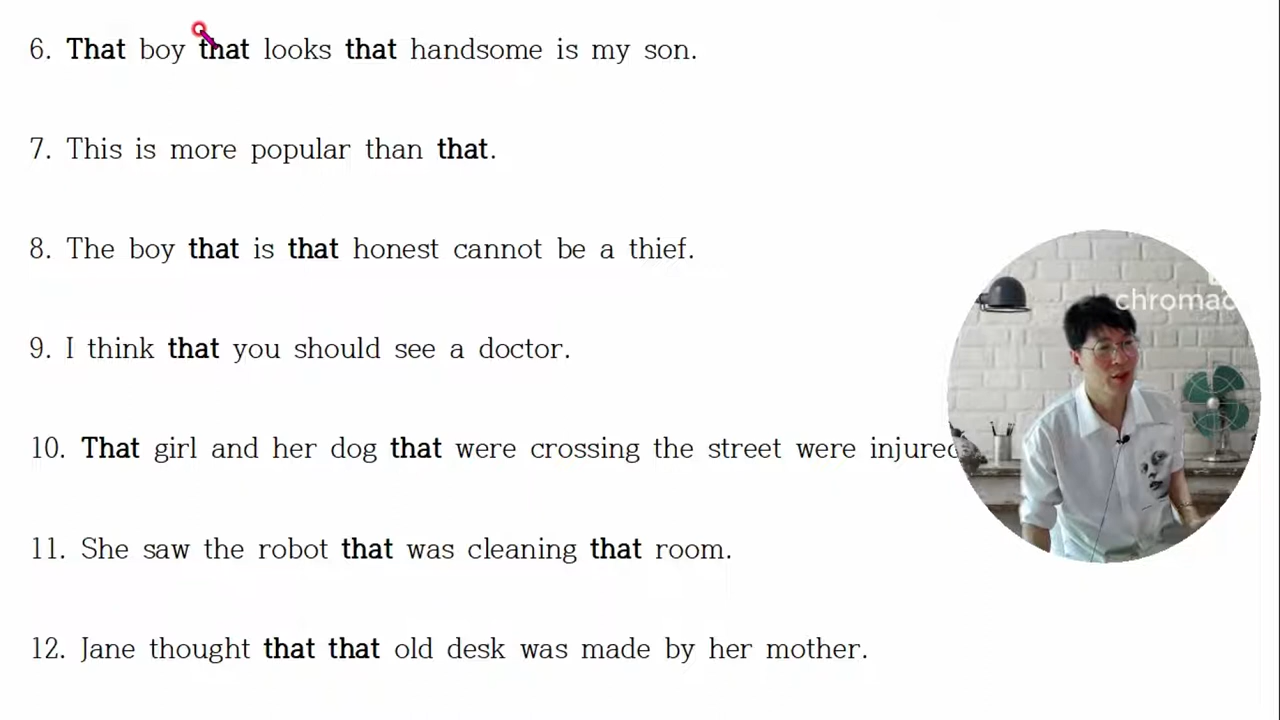 6. That boy that looks that handsome is my son.
7. This is more popular than that.
8. The boy that is that honest cannot be a thief.
9. I think that you should see a doctor.
10. That girl and her dog that were crossing the street were injured
11. She saw the robot that was cleaning that room.
12. Jane thought that that old desk was made by her mother.